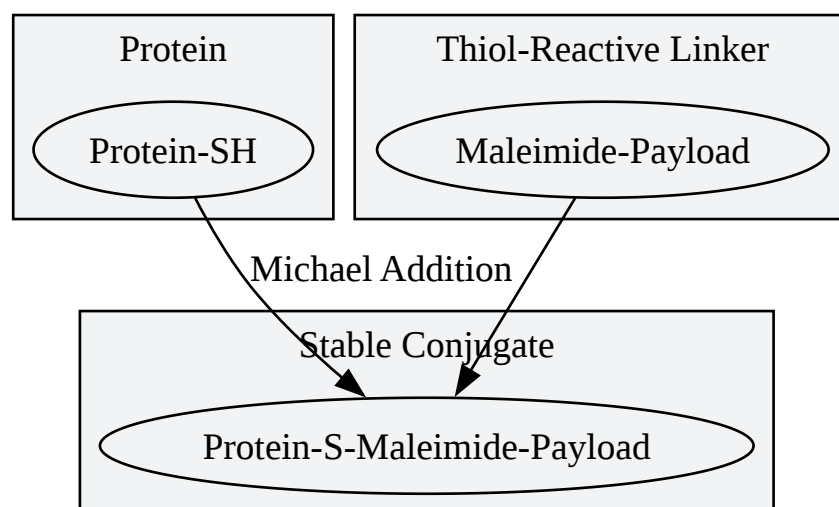 Protein
Thiol-Reactive Linker
Protein-SH
Maleimide-Payload
Michael Addition
Stable Conjugate
Protein-S-Maleimide-Payload